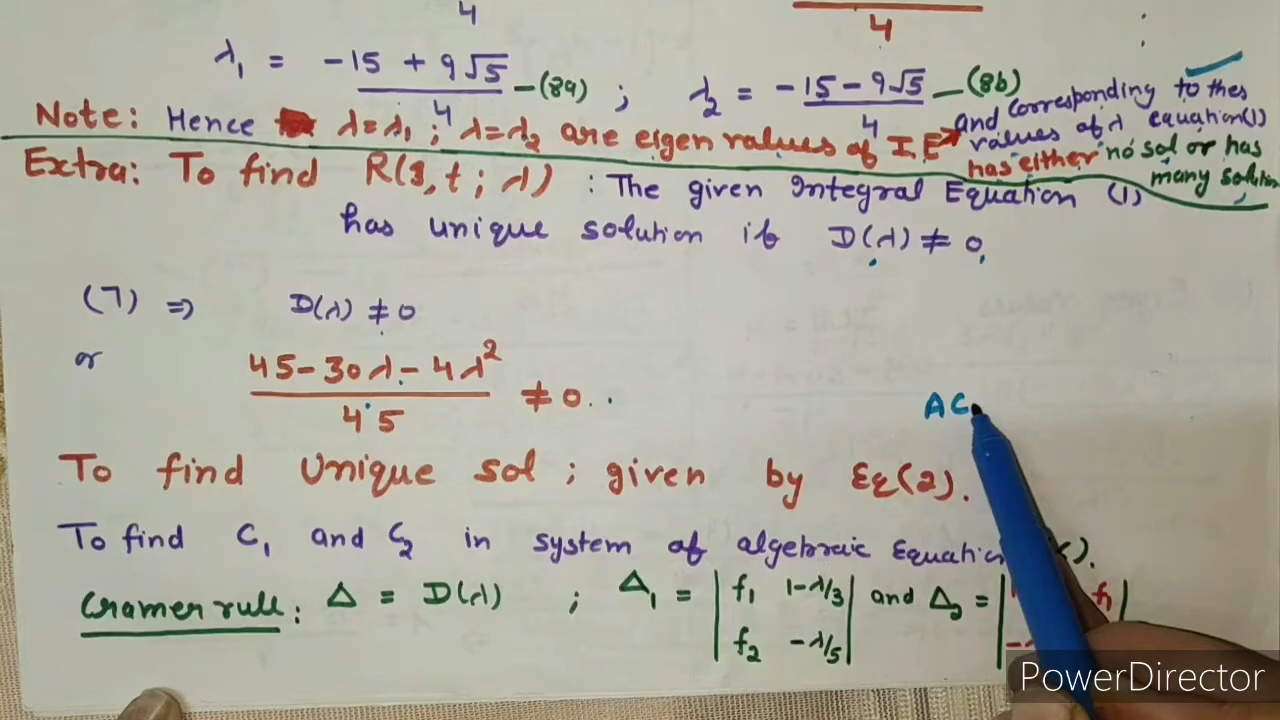 4
4
λ₁ = -15 + 9√5 / 4 —(8a) ; λ₂ = -15 - 9√5 / 4 —(8b)
Note: Hence λ=λ₁ ; λ=λ₂ are eigen values of I.E and corresponding to thes
values of λ equation(1)
has either no sol or has
many solution
Extra: To find R(s,t;λ) : The given Integral Equation (1)
has unique solution if D(λ) ≠ 0,
(7) ⇒ D(λ) ≠ 0
or 45-30λ-4λ² / 45 ≠ 0.
To find Unique sol ; given by Eq(2).
To find C₁ and C₂ in system of algebraic
Cramer rull: Δ = D(λ) ; Δ₁ = | f₁ 1-λ/3 | and Δ₂ = | f₁ |
| f₂ -λ/5 |
AC
PowerDirector